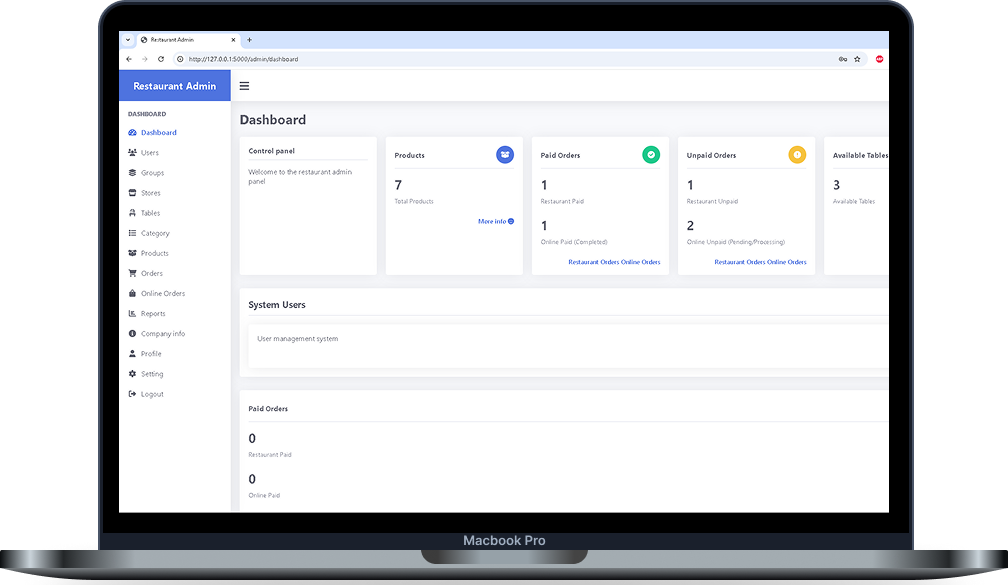 Restaurant Admin
http://127.0.0.1:5000/admin/dashboard
ABP
Restaurant Admin
DASHBOARD
Dashboard
Users
Groups
Stores
Tables
Category
Products
Orders
Online Orders
Reports
Company info
Profile
Setting
Logout
Dashboard
Control panel
Welcome to the restaurant admin
panel
Products
7
Total Products
More info
Paid Orders
1
Restaurant Paid
1
Online Paid (Completed)
Restaurant Orders Online Orders
Unpaid Orders
1
Restaurant Unpaid
2
Online Unpaid (Pending/Processing)
Restaurant Orders Online Orders
Available Tables
3
Available Tables
System Users
User management system
Paid Orders
0
Restaurant Paid
0
Online Paid
Macbook Pro